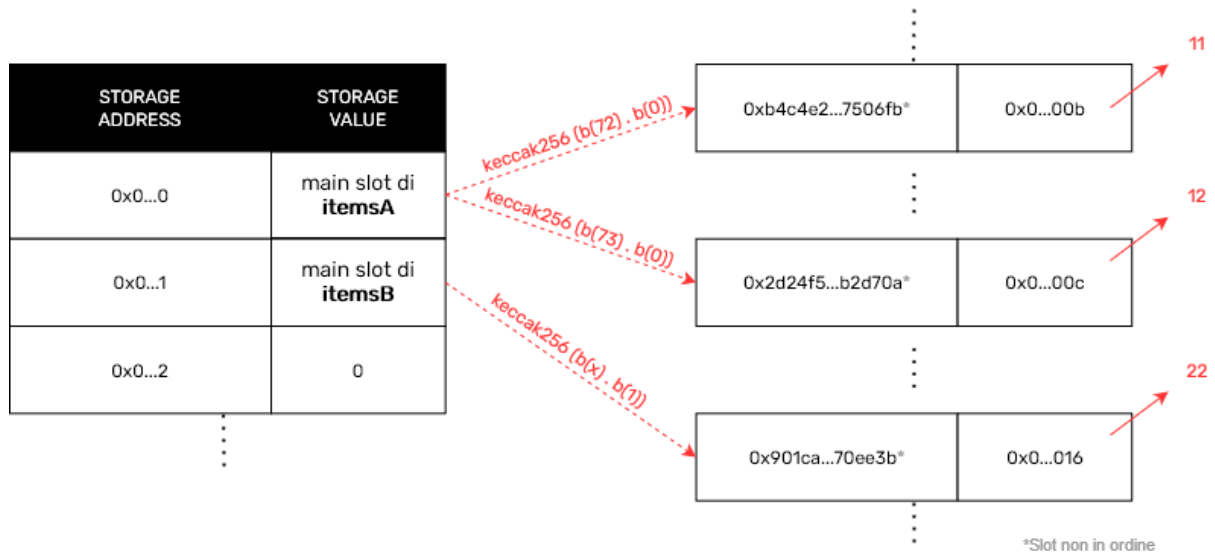 STORAGE
ADDRESS
STORAGE
VALUE
0x0...0
main slot di
itemsA
0x0...1
main slot di
itemsB
0x0...2
0
keccak256 (b(72) . b(0))
keccak256 (b(73) . b(0))
keccak256 (b(x) . b(1))
0xb4c4e2...7506fb*
0x0...00b
11
0x2d24f5...b2d70a*
0x0...00c
12
0x901ca...70ee3b*
0x0...016
22
*Slot non in ordine